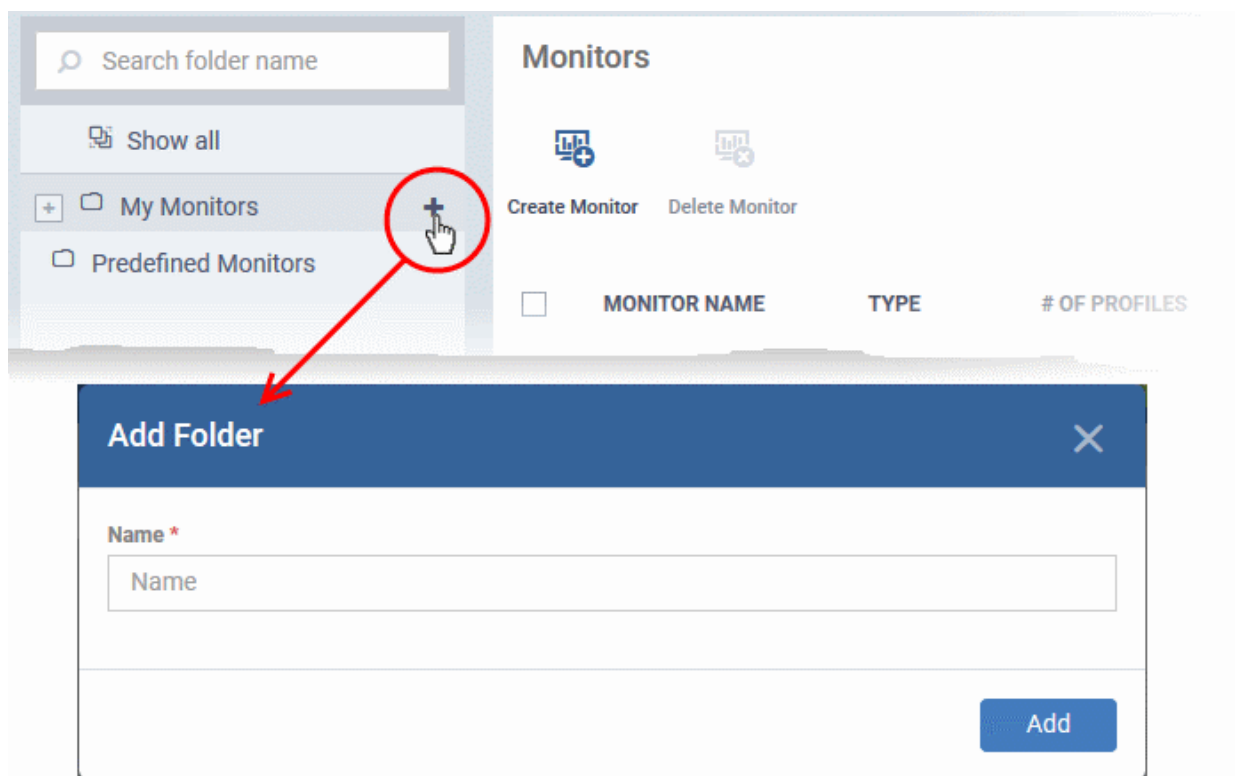 Search folder name
Show all
My Monitors
Predefined Monitors
Monitors
Create Monitor
Delete Monitor
MONITOR NAME
TYPE
# OF PROFILES
Add Folder
Name *
Name
Add